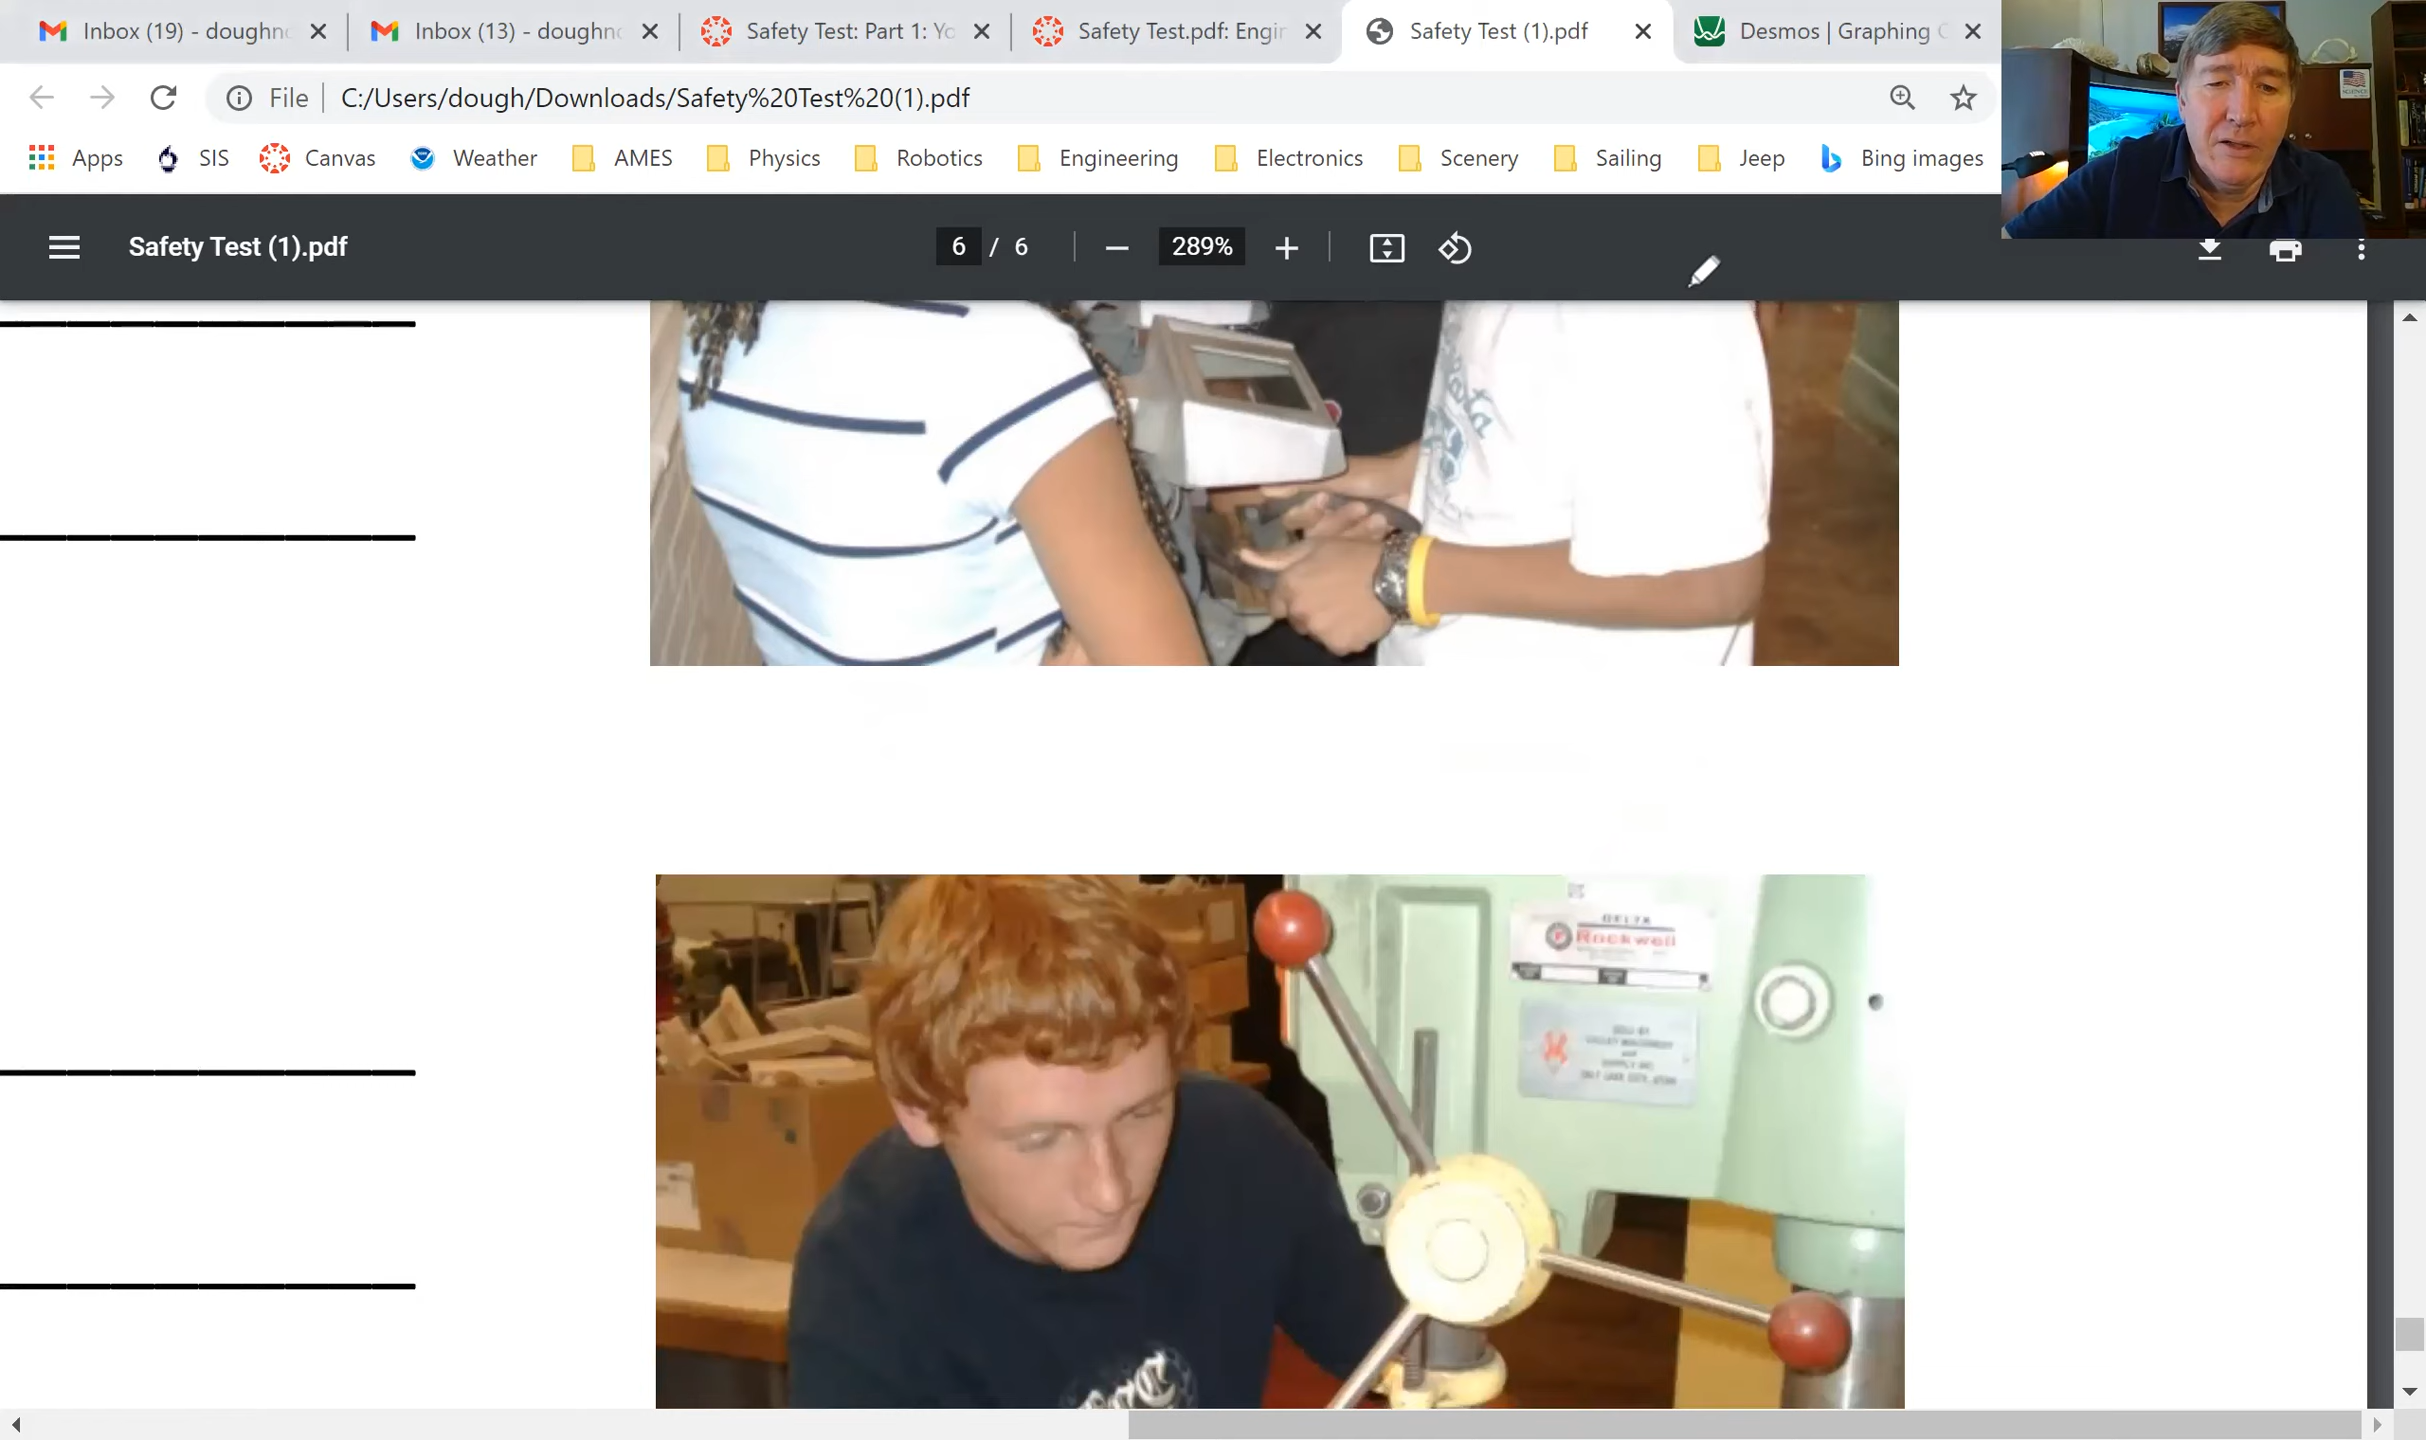 Inbox (19) - doughn
Inbox (13) - doughn
Safety Test: Part 1: Yo
Safety Test.pdf: Engir
Safety Test (1).pdf
Desmos | Graphing C
File
C:/Users/dough/Downloads/Safety%20Test%20(1).pdf
Apps
SIS
Canvas
Weather
AMES
Physics
Robotics
Engineering
Electronics
Scenery
Sailing
Jeep
Bing images
Safety Test (1).pdf
6 / 6
289%
DELTA
Rockwell